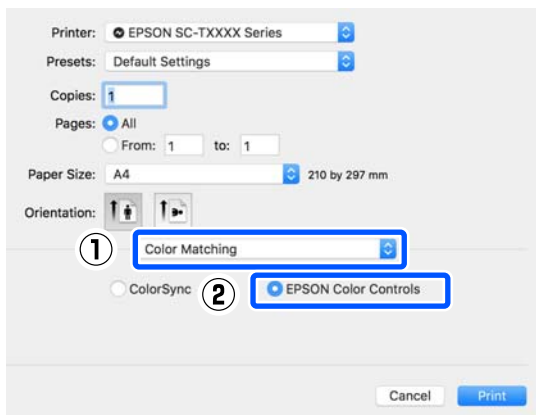 Printer: EPSON SC-TXXXX Series
Presets: Default Settings
Copies: 1
Pages: All
From: 1 to: 1
Paper Size: A4 210 by 297 mm
Orientation:
① Color Matching
ColorSync ② EPSON Color Controls
Cancel Print